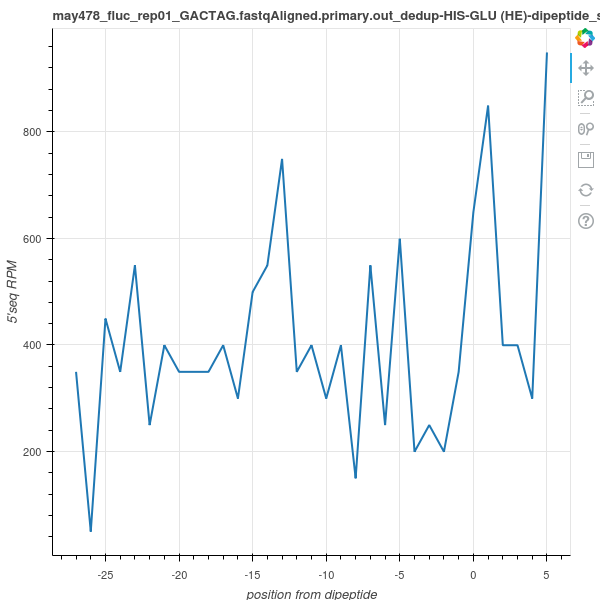 may478_fluc_rep01_GACTAG.fastqAligned.primary.out_dedup-HIS-GLU (HE)-dipeptide_s
800
600
400
200
5'seq RPM
-25 -20 -15 -10 -5 0 5
position from dipeptide